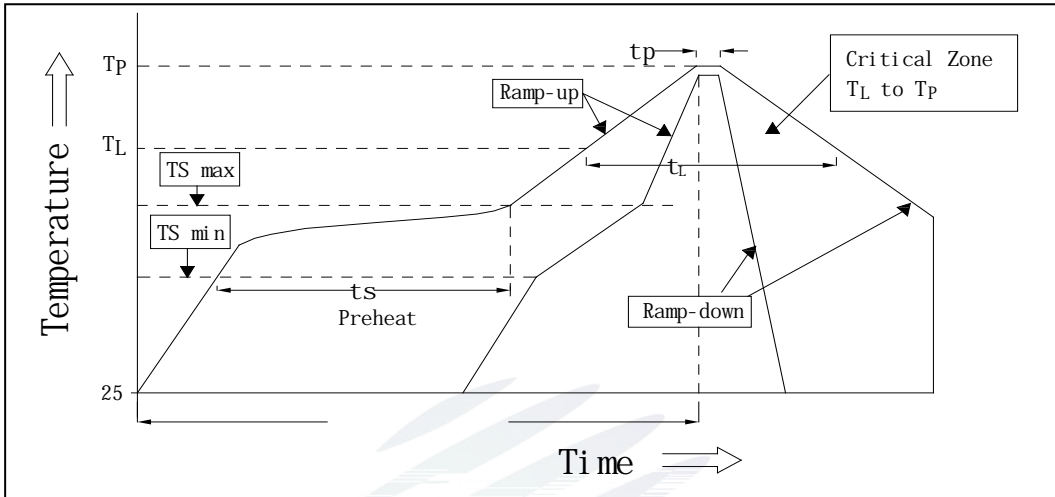 tp
TP
Critical Zone
TL to TP
Ramp-up
TL
TS max
tL
TS min
ts
Preheat
Ramp-down
Temperature
25
Time